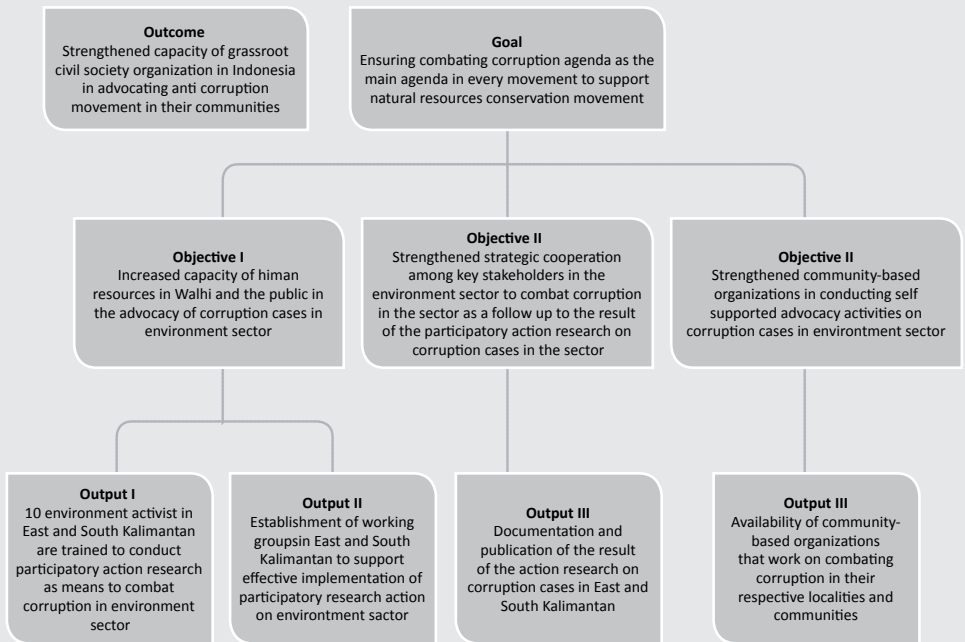 Outcome
Strengthened capacity of grassroot
civil society organization in Indonesia
in advocating anti corruption
movement in their communities
Goal
Ensuring combating corruption agenda as the
main agenda in every movement to support
natural resources conservation movement
Objective I
Increased capacity of himan
resources in Walhi and the public in
the advocacy of corruption cases in
environment sector
Objective II
Strengthened strategic cooperation
among key stakeholders in the
environment sector to combat corruption
in the sector as a follow up to the result
of the participatory action research on
corruption cases in the sector
Objective II
Strengthened community-based
organizations in conducting self
supported advocacy activities on
corruption cases in environtment sector
Output I
10 environment activist in
East and South Kalimantan
are trained to conduct
participatory action research
as means to combat
corruption in environment
sector
Output II
Establishment of working
groupsin East and South
Kalimantan to support
effective implementation of
participatory research action
on environtment sactor
Output III
Documentation and
publication of the result
of the action research on
corruption cases in East and
South Kalimantan
Output III
Availability of community-
based organizations
that work on combating
corruption in their
respective localities and
communities